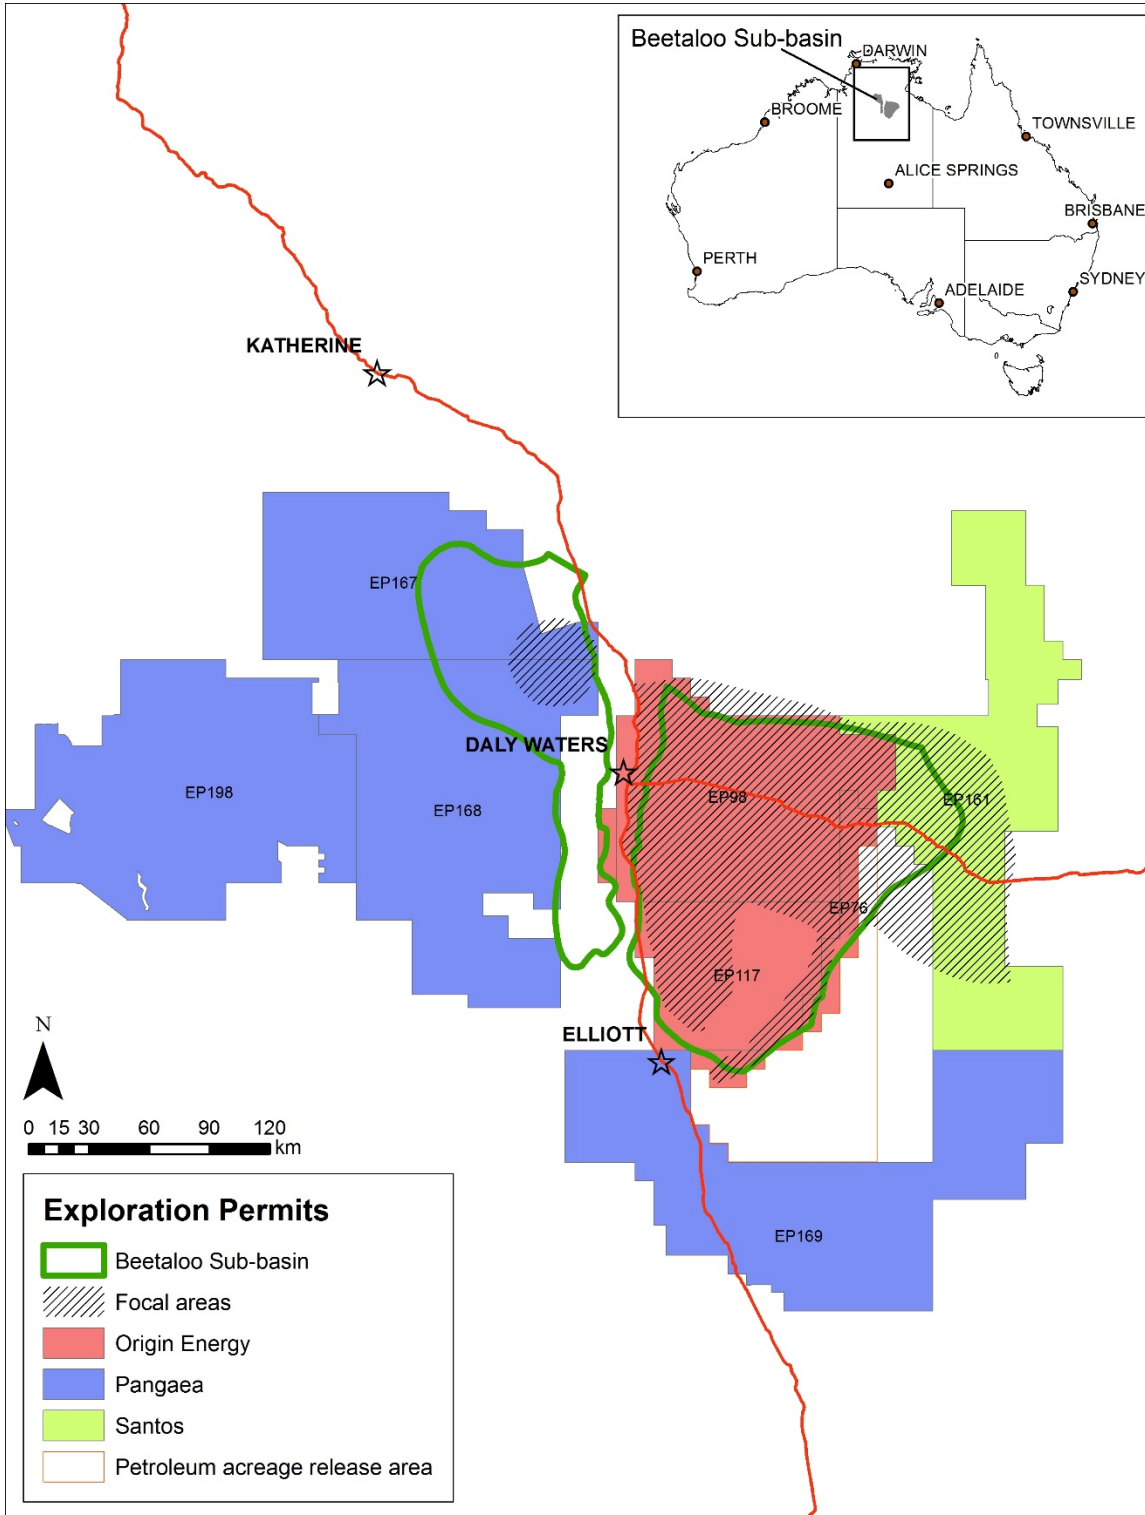 Beetaloo Sub-basin
DARWIN
BROOME
TOWNSVILLE
ALICE SPRINGS
BRISBANE
PERTH
SYDNEY
ADELAIDE
KATHERINE
EP167
DALY WATERS
EP198
EP168
EP98
EP161
EP76
EP117
ELLIOTT
N
0 15 30 60 90 120
km
EP169
Exploration Permits
Beetaloo Sub-basin
Focal areas
Origin Energy
Pangaea
Santos
Petroleum acreage release area